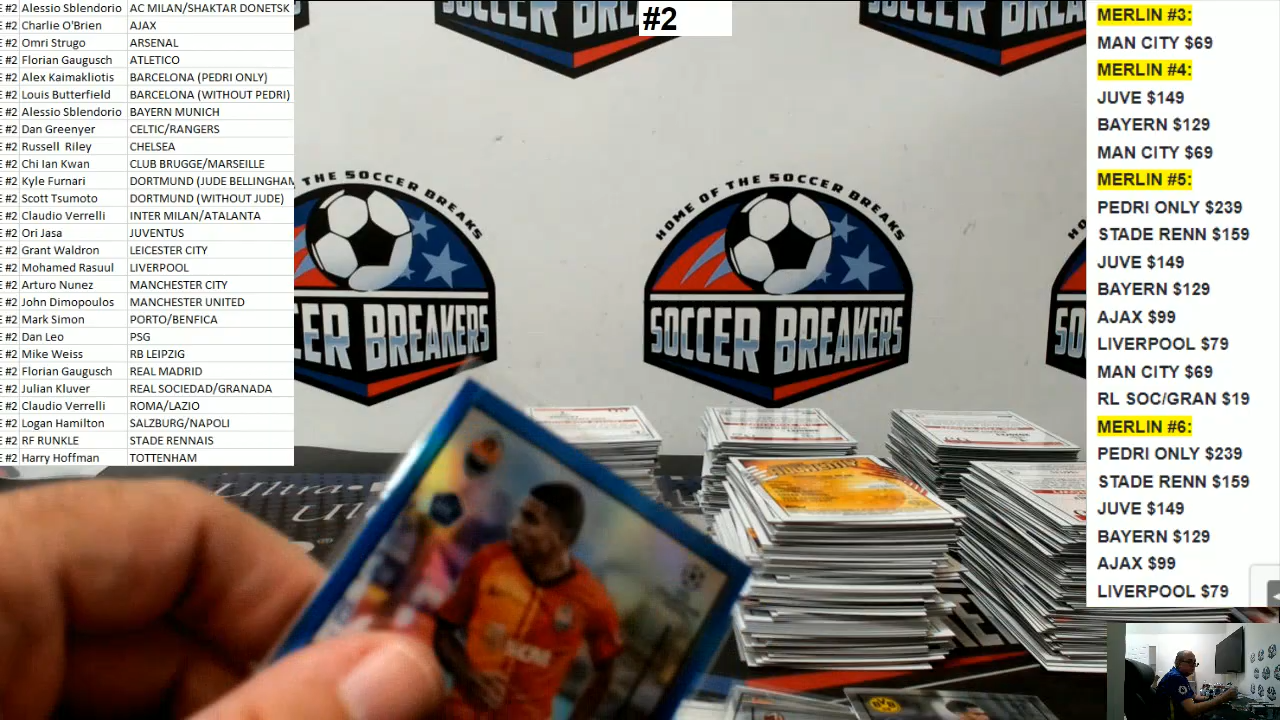 E #2 Alessio Sblendorio AC MILAN/SHAKTAR DONETSK
E #2 Charlie O'Brien AJAX
E #2 Omri Strugo ARSENAL
E #2 Florian Gaugusch ATLETICO
E #2 Alex Kaimakliotis BARCELONA (PEDRI ONLY)
E #2 Louis Butterfield BARCELONA (WITHOUT PEDRI)
E #2 Alessio Sblendorio BAYERN MUNICH
E #2 Dan Greenyer CELTIC/RANGERS
E #2 Russell Riley CHELSEA
E #2 Chi Ian Kwan CLUB BRUGGE/MARSEILLE
E #2 Kyle Furnari DORTMUND (JUDE BELLINGHAM
E #2 Scott Tsumoto DORTMUND (WITHOUT JUDE)
E #2 Claudio Verrelli INTER MILAN/ATALANTA
E #2 Ori Jasa JUVENTUS
E #2 Grant Waldron LEICESTER CITY
E #2 Mohamed Rasuul LIVERPOOL
E #2 Arturo Nunez MANCHESTER CITY
E #2 John Dimopoulos MANCHESTER UNITED
E #2 Mark Simon PORTO/BENFICA
E #2 Dan Leo PSG
E #2 Mike Weiss RB LEIPZIG
E #2 Florian Gaugusch REAL MADRID
E #2 Julian Kluver REAL SOCIEDAD/GRANADA
E #2 Claudio Verrelli ROMA/LAZIO
E #2 Logan Hamilton SALZBURG/NAPOLI
E #2 RF RUNKLE STADE RENNAIS
E #2 Harry Hoffman TOTTENHAM
#2
SOCCER BREAKERS
THE SOCCER BREAKS
ER BREAKERS
HOME OF THE SOCCER BREAKS
SOCCER BREAKERS
MERLIN #3:
MAN CITY $69
MERLIN #4:
JUVE $149
BAYERN $129
MAN CITY $69
MERLIN #5:
PEDRI ONLY $239
STADE RENN $159
JUVE $149
BAYERN $129
AJAX $99
LIVERPOOL $79
MAN CITY $69
RL SOC/GRAN $19
MERLIN #6:
PEDRI ONLY $239
STADE RENN $159
JUVE $149
BAYERN $129
AJAX $99
LIVERPOOL $79